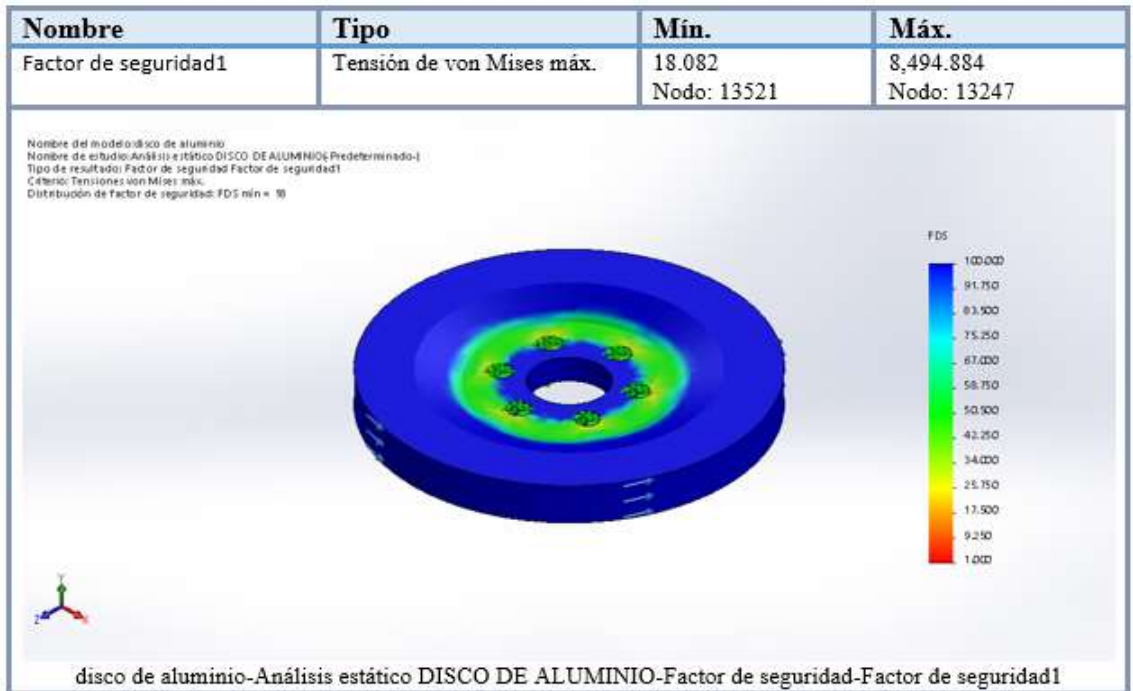 Nombre Tipo Mín. Máx.
Factor de seguridad1 Tensión de von Mises máx. 18.082 8,494.884
Nodo: 13521 Nodo: 13247
Nombre del modelo:disco de aluminio
Nombre de estudio:Análisis estático DISCO DE ALUMINIO(-Predeterminado-)
Tipo de resultado: Factor de seguridad Factor de seguridad1
Criterio: Tensiones von Mises máx.
Distribución de factor de seguridad: FDS mín = 18
FDS
100.000
91.750
83.500
75.250
67.000
58.750
50.500
42.250
34.000
25.750
17.500
9.250
1.000
Y
Z X
disco de aluminio-Análisis estático DISCO DE ALUMINIO-Factor de seguridad-Factor de seguridad1